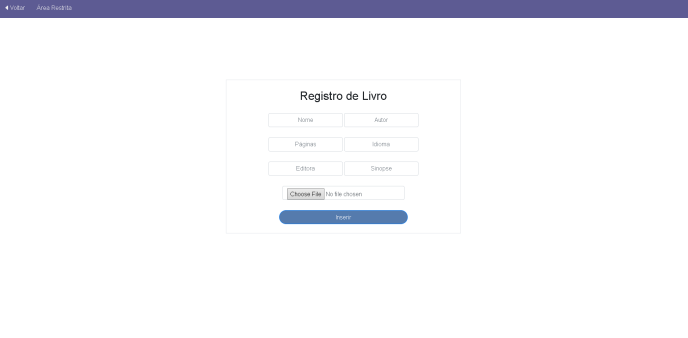 Voltar Área Restrita
Registro de Livro
Nome Autor
Páginas Idioma
Editora Sinopse
Choose File No file chosen
Inserir